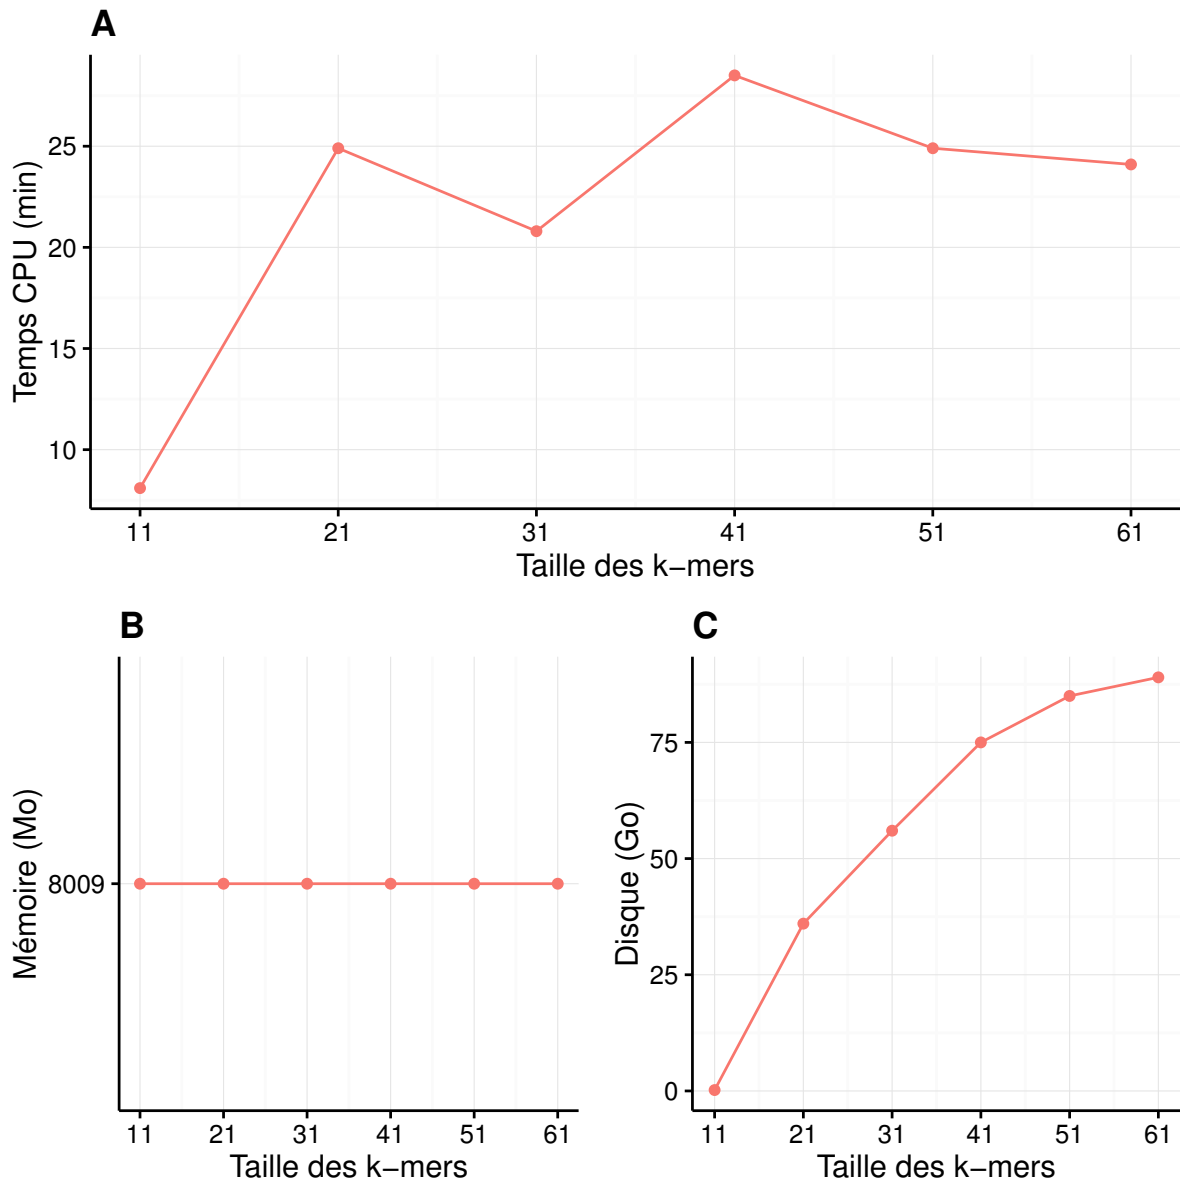 A
Temps CPU (min)
25
20
15
10
11 21 31 41 51 61
Taille des k−mers
B
Mémoire (Mo)
8009
11 21 31 41 51 61
Taille des k−mers
C
Disque (Go)
75
50
25
0
11 21 31 41 51 61
Taille des k−mers